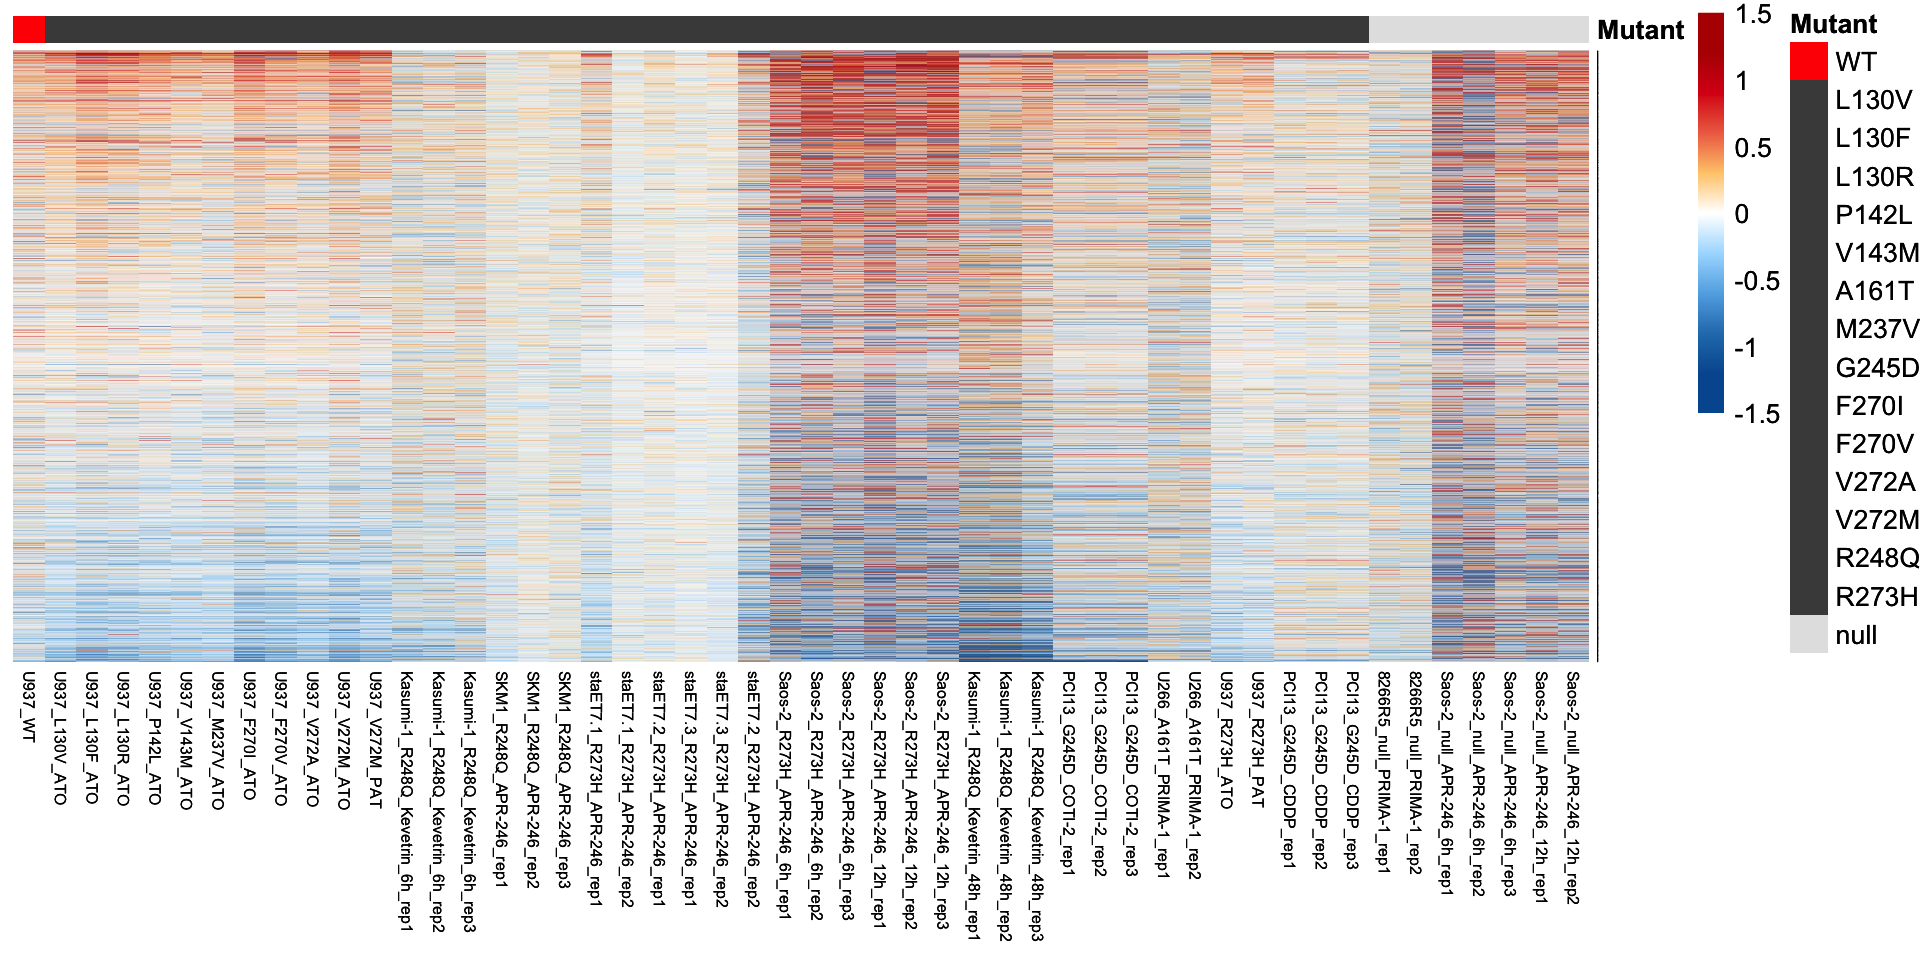 Mutant
1.5
1
0.5
0
-0.5
-1
-1.5
Mutant
WT
L130V
L130F
L130R
P142L
V143M
A161T
M237V
G245D
F270I
F270V
V272A
V272M
R248Q
R273H
null
U937_WT
U937_L130V_ATO
U937_L130F_ATO
U937_L130R_ATO
U937_P142L_ATO
U937_V143M_ATO
U937_M237V_ATO
U937_F270I_ATO
U937_F270V_ATO
U937_V272A_ATO
U937_V272M_ATO
U937_V272M_PAT
Kasumi-1_R248Q_Kevetrin_6h_rep1
Kasumi-1_R248Q_Kevetrin_6h_rep2
Kasumi-1_R248Q_Kevetrin_6h_rep3
SKM1_R248Q_APR-246_rep1
SKM1_R248Q_APR-246_rep2
SKM1_R248Q_APR-246_rep3
staET7.1_R273H_APR-246_rep1
staET7.1_R273H_APR-246_rep2
staET7.2_R273H_APR-246_rep1
staET7.3_R273H_APR-246_rep1
staET7.3_R273H_APR-246_rep2
staET7.2_R273H_APR-246_rep2
Saos-2_R273H_APR-246_6h_rep1
Saos-2_R273H_APR-246_6h_rep2
Saos-2_R273H_APR-246_6h_rep3
Saos-2_R273H_APR-246_12h_rep1
Saos-2_R273H_APR-246_12h_rep2
Saos-2_R273H_APR-246_12h_rep3
Kasumi-1_R248Q_Kevetrin_48h_rep1
Kasumi-1_R248Q_Kevetrin_48h_rep2
Kasumi-1_R248Q_Kevetrin_48h_rep3
PCI13_G245D_COTI-2_rep1
PCI13_G245D_COTI-2_rep2
PCI13_G245D_COTI-2_rep3
U266_A161T_PRIMA-1_rep1
U266_A161T_PRIMA-1_rep2
U937_R273H_ATO
U937_R273H_PAT
PCI13_G245D_CDDP_rep1
PCI13_G245D_CDDP_rep2
PCI13_G245D_CDDP_rep3
8266R5_null_PRIMA-1_rep1
8266R5_null_PRIMA-1_rep2
Saos-2_null_APR-246_6h_rep1
Saos-2_null_APR-246_6h_rep2
Saos-2_null_APR-246_6h_rep3
Saos-2_null_APR-246_12h_rep1
Saos-2_null_APR-246_12h_rep2